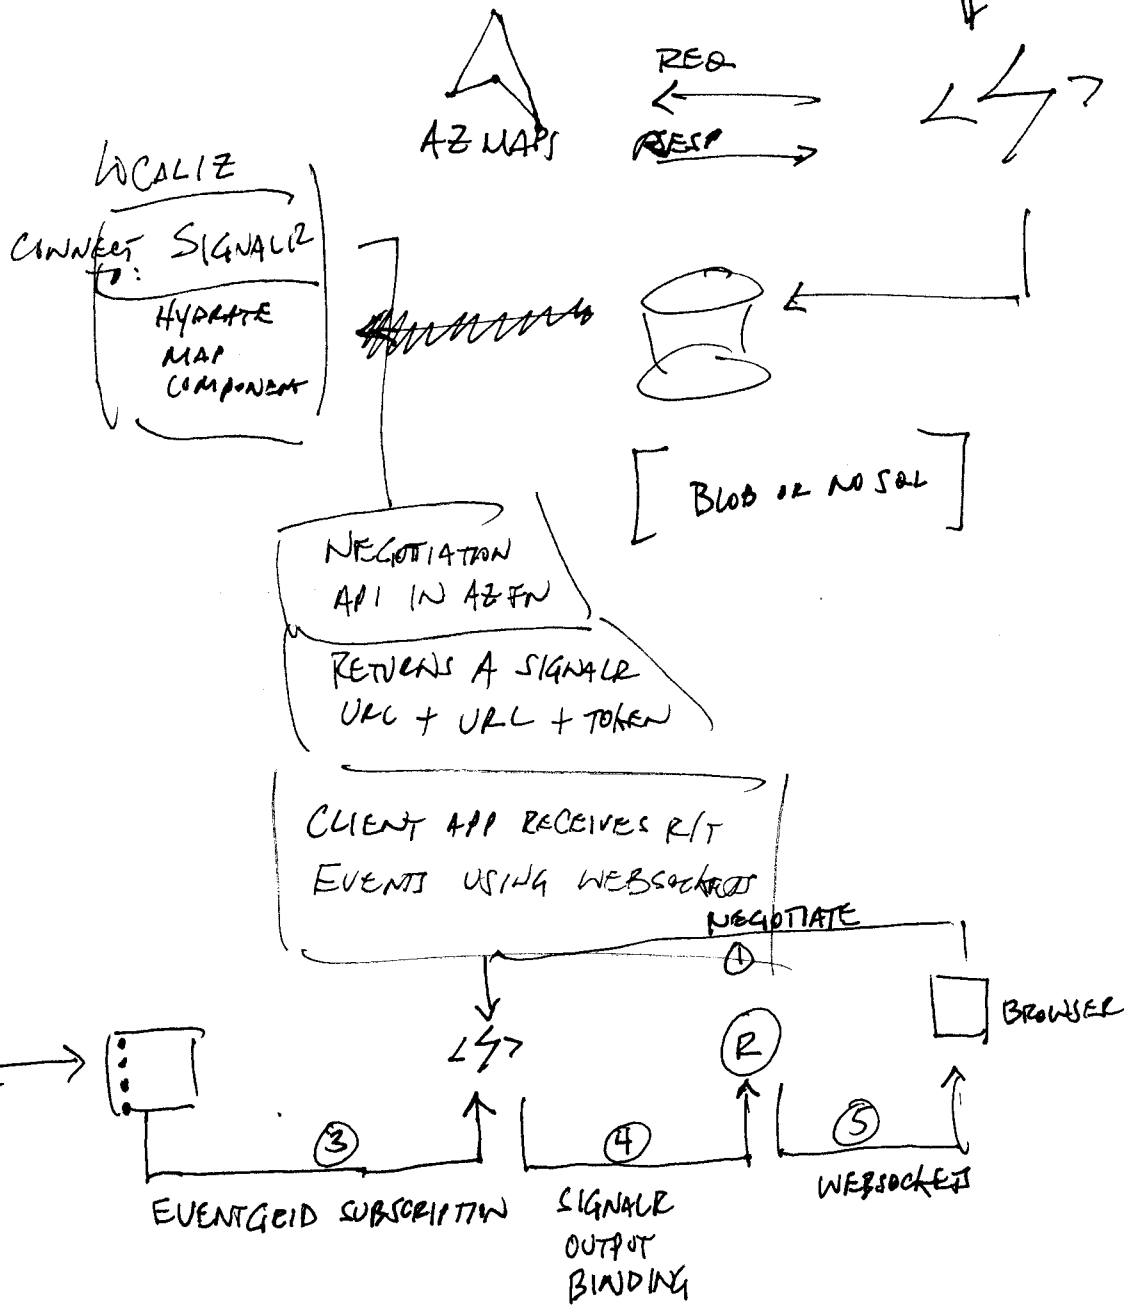 REQ
AZ MAPS
RESP
LOCALIZ
CONNECT TO: SIGNALR
HYDRATE
MAP
COMPONENT
BLOB OR NO SQL
NEGOTIATION
API IN AZ FN
RETURNS A SIGNALR
URL + URL + TOKEN
CLIENT APP RECEIVES R/T
EVENTS USING WEBSOCKETS
NEGOTIATE
1
BROWSER
R
3
4
5
EVENTGRID SUBSCRIPTION
SIGNALR
OUTPUT
BINDING
WEBSOCKETS